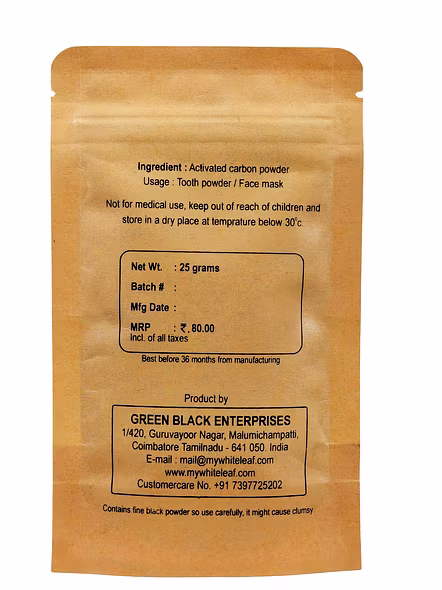 Ingredient : Activated carbon powder
Usage : Tooth powder / Face mask
Not for medical use, keep out of reach of children and
store in a dry place at temprature below 30°c.
Net Wt. : 25 grams
Batch # :
Mfg Date :
MRP : ₹. 80.00
incl. of all taxes
Best before 36 months from manufacturing
Product by
GREEN BLACK ENTERPRISES
1/420, Guruvayoor Nagar, Malumichampatti,
Coimbatore Tamilnadu - 641 050. India
E-mail : mail@mywhiteleaf.com
www.mywhiteleaf.com
Customercare No. +91 7397725202
Contains fine black powder so use carefully, it might cause clumsy